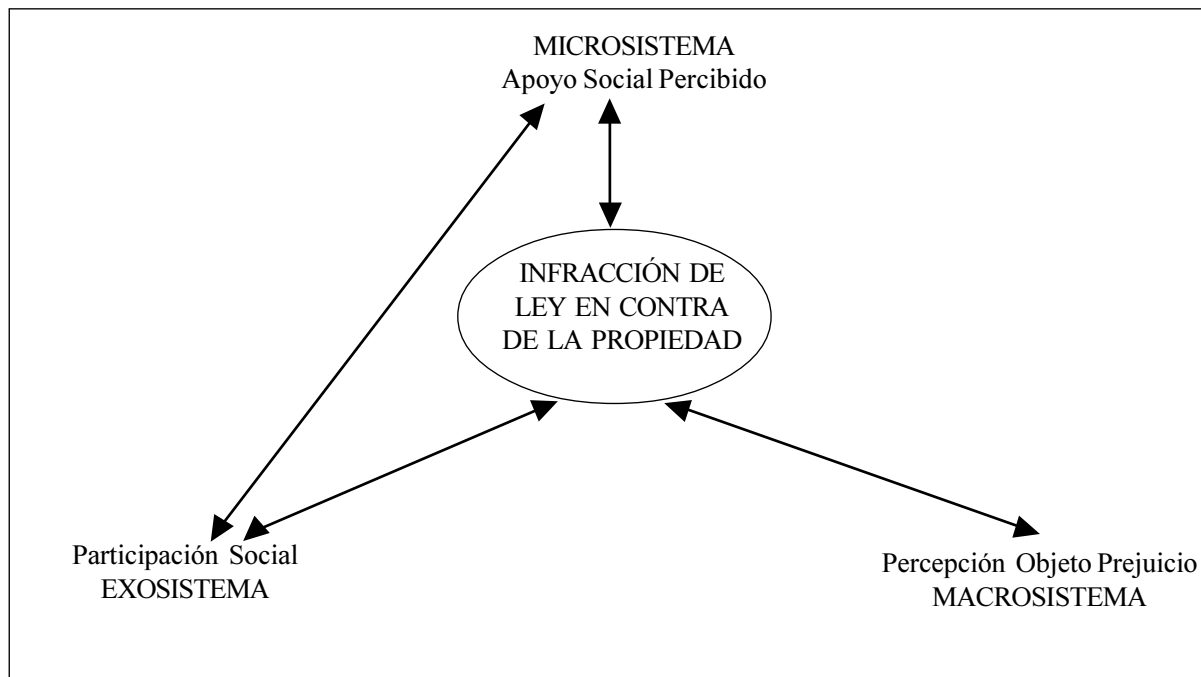 MICROSISTEMA
Apoyo Social Percibido
INFRACCIÓN DE
LEY EN CONTRA
DE LA PROPIEDAD
Participación Social
EXOSISTEMA
Percepción Objeto Prejuicio
MACROSISTEMA